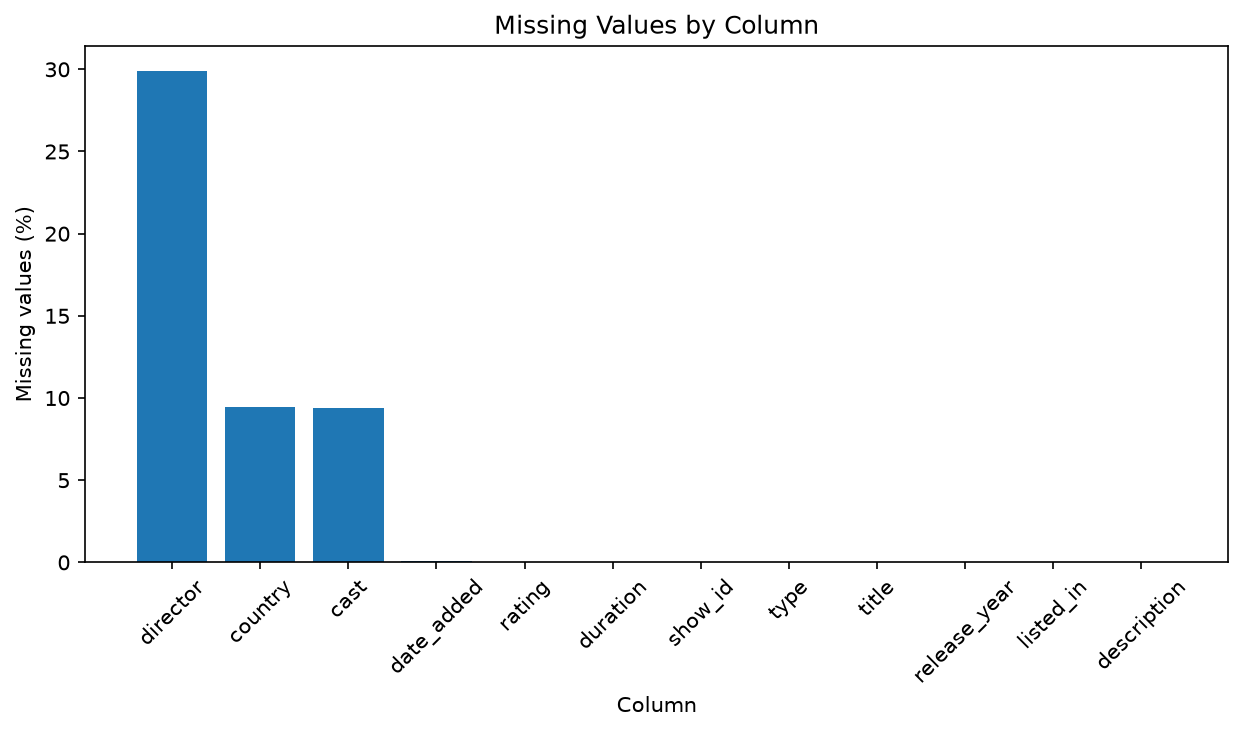 Missing Values by Column
Missing values (%)
30
25
20
15
10
5
0
director
country
cast
date_added
rating
duration
show_id
type
title
release_year
listed_in
description
Column